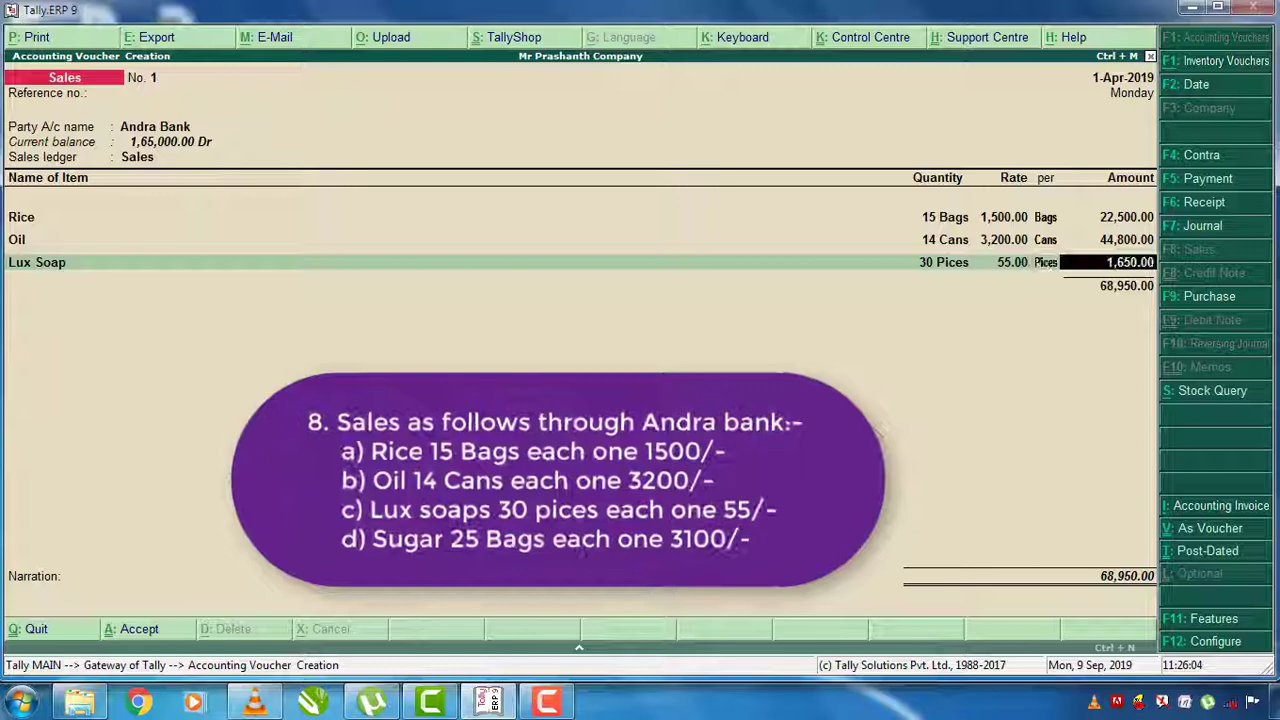 Tally.ERP 9
P: Print E: Export M: E-Mail O: Upload S: TallyShop G: Language K: Keyboard K: Control Centre H: Support Centre H: Help
F1: Accounting Vouchers
Accounting Voucher Creation Mr Prashanth Company Ctrl + M
F1: Inventory Vouchers
Sales No. 1 1-Apr-2019
F2: Date
Reference no.: Monday
F3: Company
Party A/c name : Andra Bank
Current balance : 1,65,000.00 Dr
Sales ledger : Sales
F4: Contra
Name of Item Quantity Rate per Amount
F5: Payment
F6: Receipt
Rice 15 Bags 1,500.00 Bags 22,500.00
F7: Journal
Oil 14 Cans 3,200.00 Cans 44,800.00
F8: Sales
Lux Soap 30 Pices 55.00 Pices 1,650.00
F8: Credit Note
68,950.00
F9: Purchase
F9: Debit Note
F10: Reversing Journal
F10: Memos
S: Stock Query
8. Sales as follows through Andra bank:-
a) Rice 15 Bags each one 1500/-
b) Oil 14 Cans each one 3200/-
c) Lux soaps 30 pices each one 55/-
d) Sugar 25 Bags each one 3100/-
I: Accounting Invoice
V: As Voucher
T: Post-Dated
L: Optional
Narration: 68,950.00
F11: Features
Q: Quit A: Accept D: Delete X: Cancel
F12: Configure
Ctrl + N
Tally MAIN --> Gateway of Tally --> Accounting Voucher Creation (c) Tally Solutions Pvt. Ltd., 1988-2017 Mon, 9 Sep, 2019 11:26:04